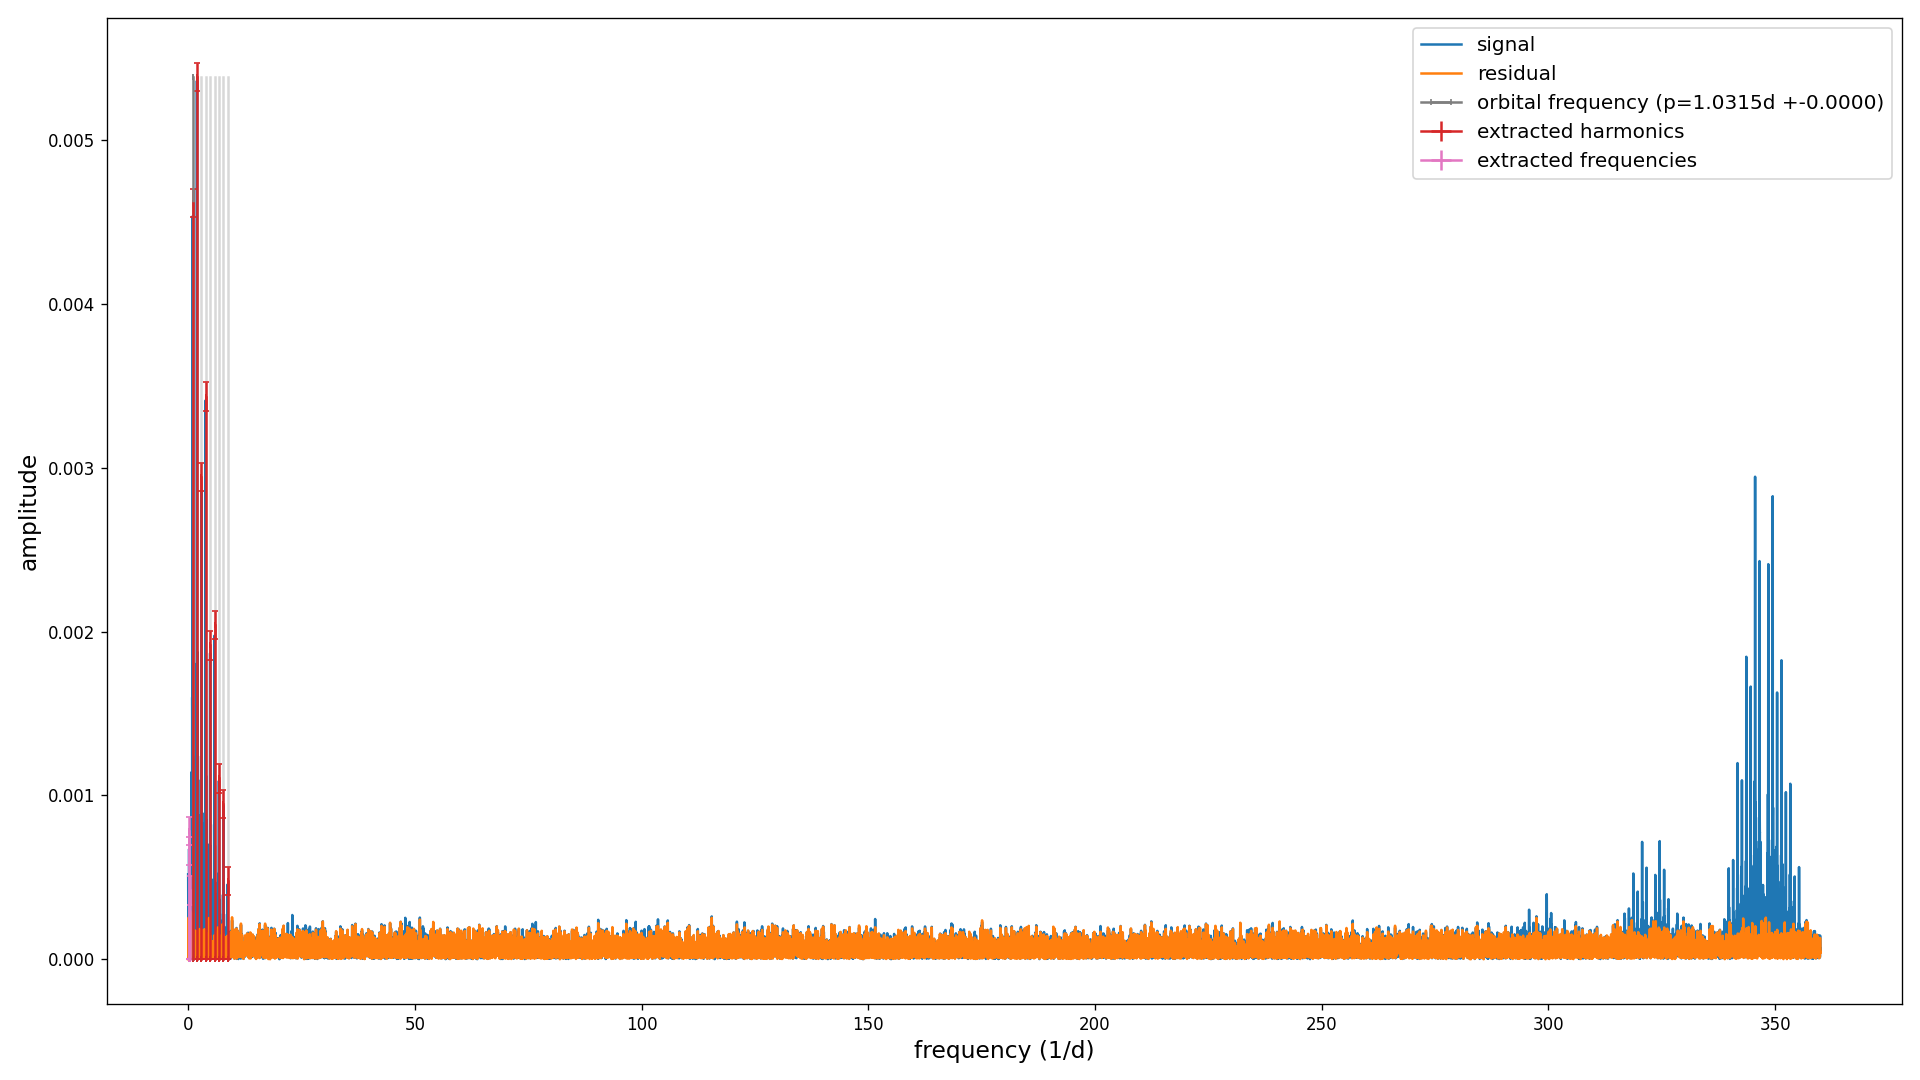 signal
residual
orbital frequency (p=1.0315d +-0.0000)
extracted harmonics
extracted frequencies
amplitude
0.005
0.004
0.003
0.002
0.001
0.000
0 50 100 150 200 250 300 350
frequency (1/d)